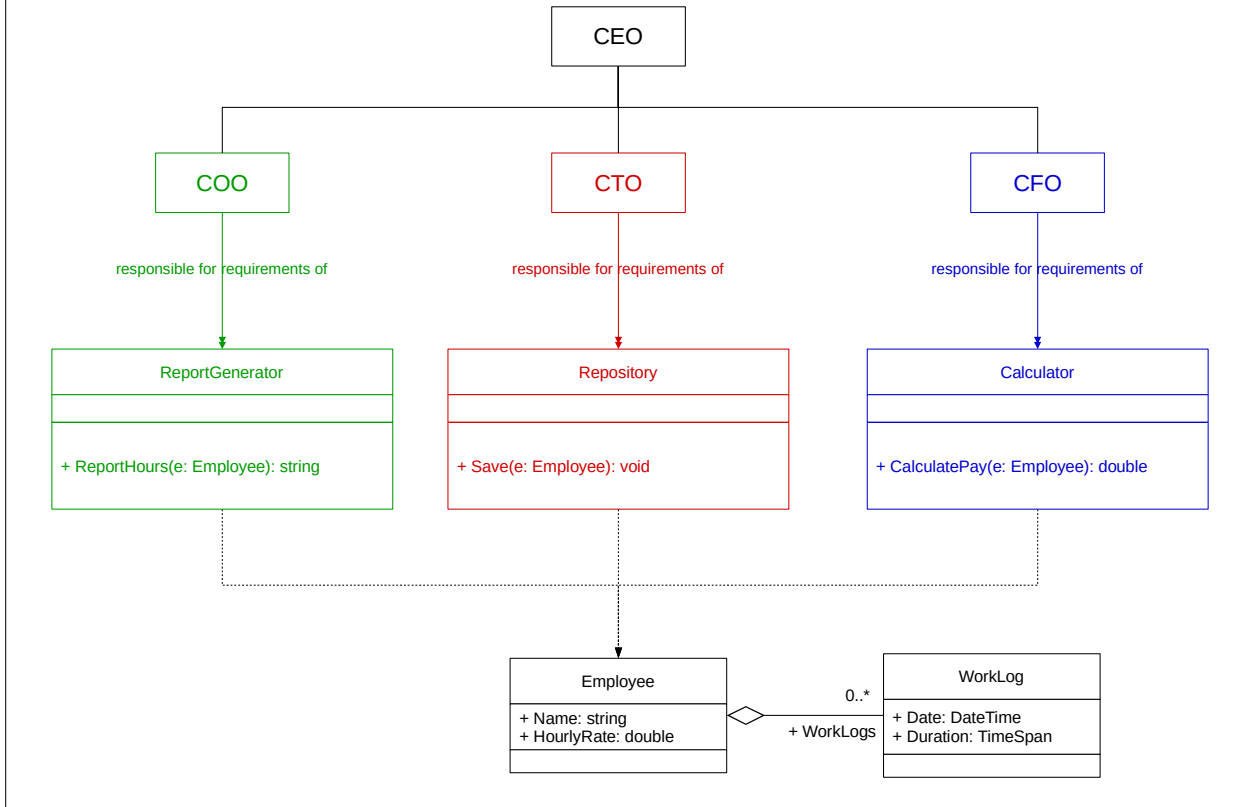 CEO
COO
CTO
CFO
responsible for requirements of
responsible for requirements of
responsible for requirements of
ReportGenerator
+ ReportHours(e: Employee): string
Repository
+ Save(e: Employee): void
Calculator
+ CalculatePay(e: Employee): double
Employee
+ Name: string
+ HourlyRate: double
0..*
+ WorkLogs
WorkLog
+ Date: DateTime
+ Duration: TimeSpan